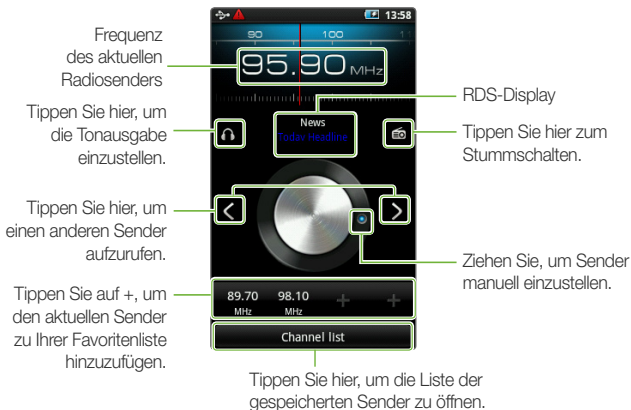 13:58
90 100 11
95.90 MHz
Frequenz
des aktuellen
Radiosenders
RDS-Display
Tippen Sie hier, um
die Tonausgabe
einzustellen.
News
Today Headline
Tippen Sie hier zum
Stummschalten.
Tippen Sie hier, um
einen anderen Sender
aufzurufen.
Ziehen Sie, um Sender
manuell einzustellen.
Tippen Sie auf +, um
den aktuellen Sender
zu Ihrer Favoritenliste
hinzuzufügen.
89.70 98.10 + +
MHz MHz
Channel list
Tippen Sie hier, um die Liste der
gespeicherten Sender zu öffnen.